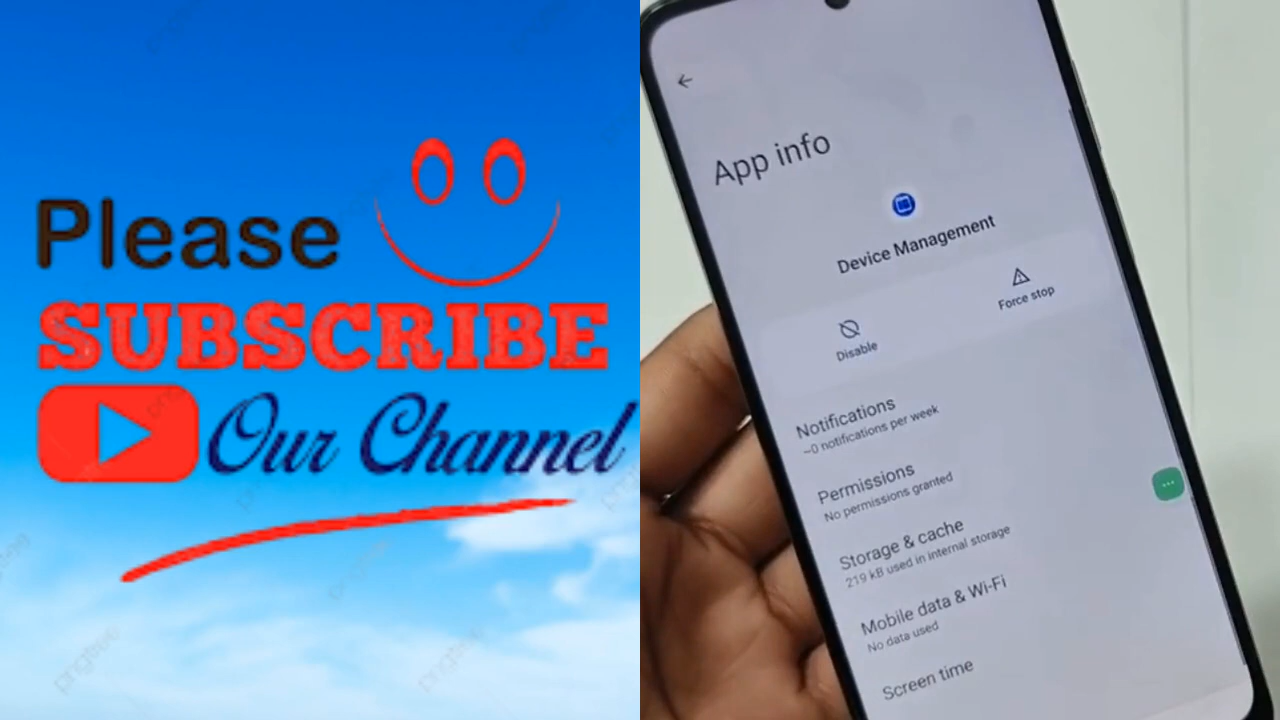 Please
SUBSCRIBE
Our Channel
App info
Device Management
Disable
Force stop
Notifications
~0 notifications per week
Permissions
No permissions granted
Storage & cache
219 kB used in internal storage
Mobile data & Wi-Fi
No data used
Screen time
pngtree